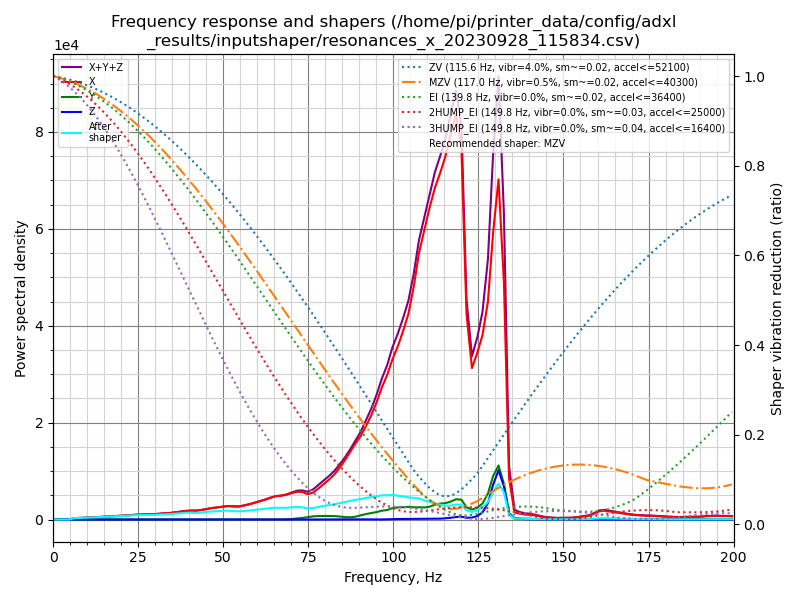 Frequency response and shapers (/home/pi/printer_data/config/adxl
_results/inputshaper/resonances_x_20230928_115834.csv)
1e4
X+Y+Z
X
Y
Z
After
shaper
ZV (115.6 Hz, vibr=4.0%, sm~=0.02, accel<=52100)
MZV (117.0 Hz, vibr=0.5%, sm~=0.02, accel<=40300)
EI (139.8 Hz, vibr=0.0%, sm~=0.02, accel<=36400)
2HUMP_EI (149.8 Hz, vibr=0.0%, sm~=0.03, accel<=25000)
3HUMP_EI (149.8 Hz, vibr=0.0%, sm~=0.04, accel<=16400)
Recommended shaper: MZV
Power spectral density
8
6
4
2
0
1.0
0.8
0.6
0.4
0.2
0.0
Shaper vibration reduction (ratio)
0 25 50 75 100 125 150 175 200
Frequency, Hz